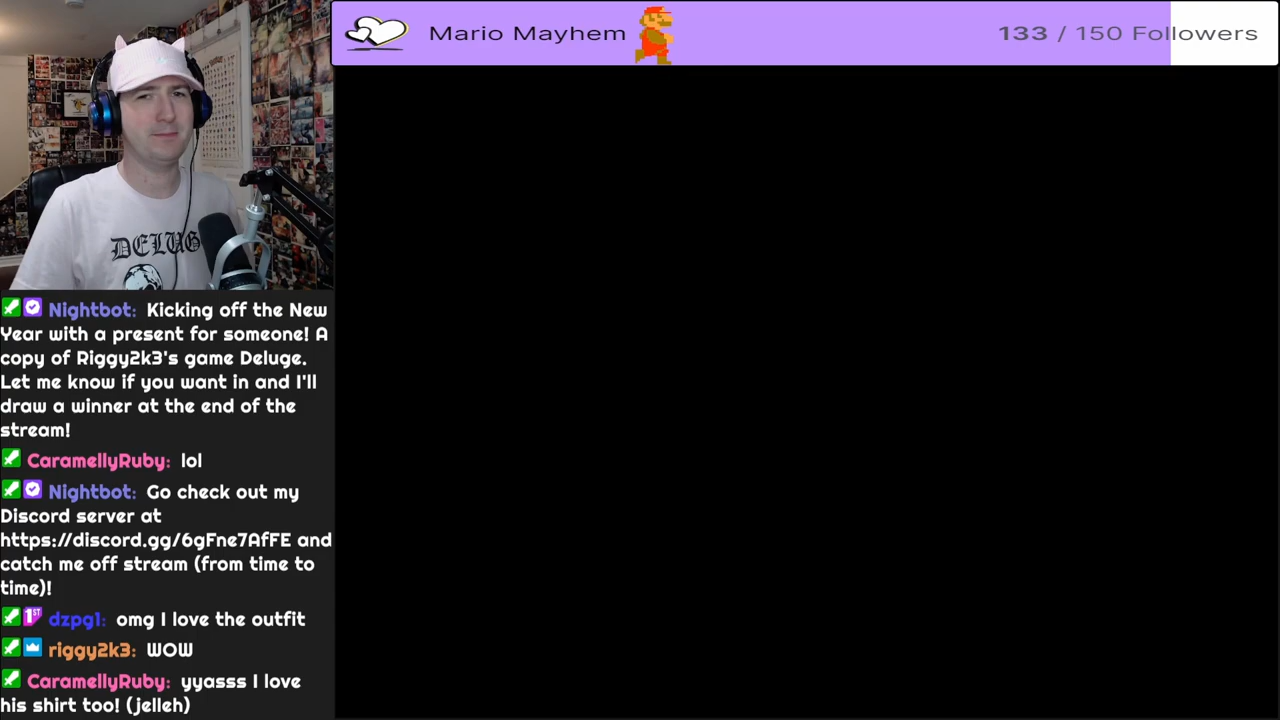 Mario Mayhem
133 / 150 Followers
DELUG
Nightbot: Kicking off the New
Year with a present for someone! A
copy of Riggy2k3's game Deluge.
Let me know if you want in and I'll
draw a winner at the end of the
stream!
CaramellyRuby: lol
Nightbot: Go check out my
Discord server at
https://discord.gg/6gFne7AfFE and
catch me off stream (from time to
time)!
1ST dzpg1: omg I love the outfit
riggy2k3: WOW
CaramellyRuby: yyasss I love
his shirt too! (jelleh)